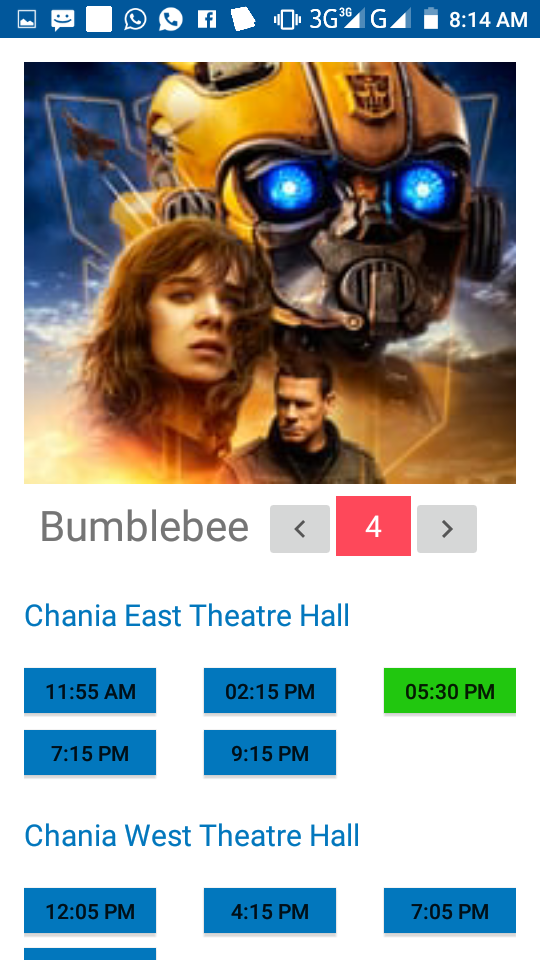 3G 3G G 8:14 AM
Bumblebee < 4 >
Chania East Theatre Hall
11:55 AM 02:15 PM 05:30 PM
7:15 PM 9:15 PM
Chania West Theatre Hall
12:05 PM 4:15 PM 7:05 PM